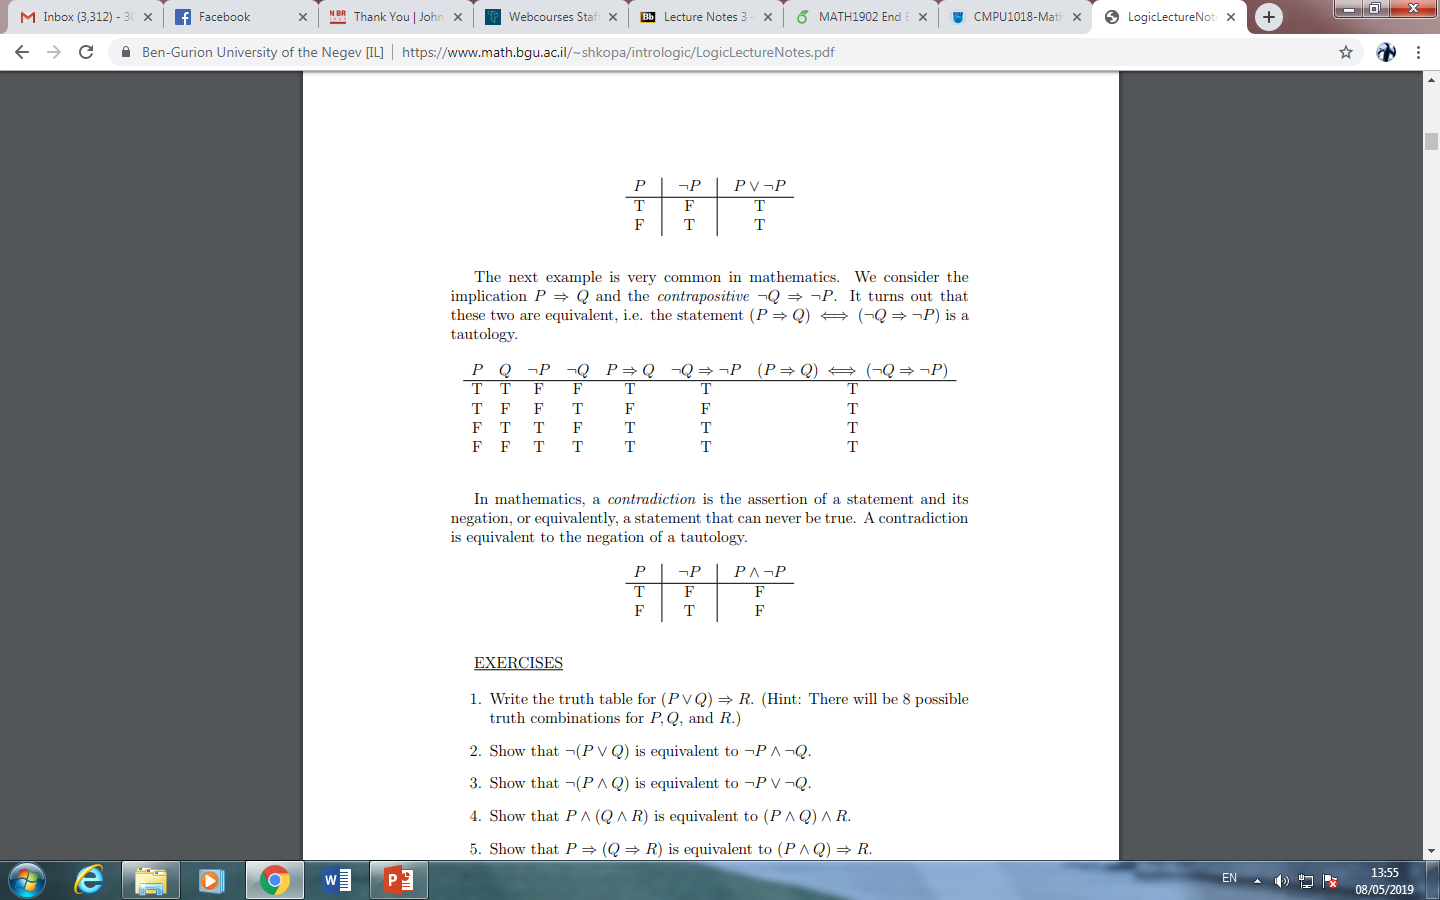 Inbox (3,312) - 30
Facebook
NBR
Thank You | John
Webcourses Staf
Bb
Lecture Notes 3 -
MATH1902 End E
CMPU1018-Math
LogicLectureNote
Ben-Gurion University of the Negev [IL] | https://www.math.bgu.ac.il/~shkopa/intrologic/LogicLectureNotes.pdf
P ¬P P ∨ ¬P
T F T
F T T
The next example is very common in mathematics. We consider the
implication P ⇒ Q and the contrapositive ¬Q ⇒ ¬P. It turns out that
these two are equivalent, i.e. the statement (P ⇒ Q) ⟺ (¬Q ⇒ ¬P) is a
tautology.
P Q ¬P ¬Q P ⇒ Q ¬Q ⇒ ¬P (P ⇒ Q) ⟺ (¬Q ⇒ ¬P)
T T F F T T T
T F F T F F T
F T T F T T T
F F T T T T T
In mathematics, a contradiction is the assertion of a statement and its
negation, or equivalently, a statement that can never be true. A contradiction
is equivalent to the negation of a tautology.
P ¬P P ∧ ¬P
T F F
F T F
EXERCISES
1. Write the truth table for (P ∨ Q) ⇒ R. (Hint: There will be 8 possible
truth combinations for P, Q, and R.)
2. Show that ¬(P ∨ Q) is equivalent to ¬P ∧ ¬Q.
3. Show that ¬(P ∧ Q) is equivalent to ¬P ∨ ¬Q.
4. Show that P ∧ (Q ∧ R) is equivalent to (P ∧ Q) ∧ R.
5. Show that P ⇒ (Q ⇒ R) is equivalent to (P ∧ Q) ⇒ R.
EN
13:55
08/05/2019